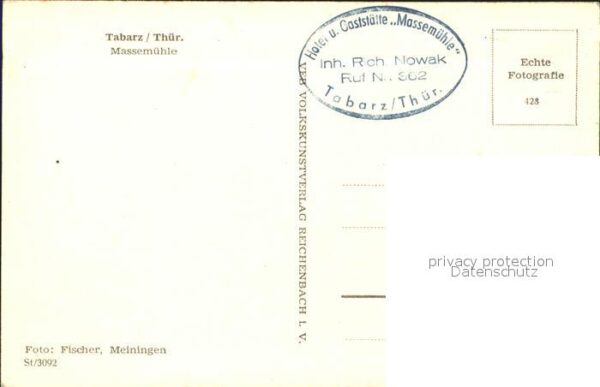 Tabarz / Thür.
Massemühle
Hotel u. Gaststätte „Massemühle“
Inh. Rich. Nowak
Ruf Nr. 362
Tabarz/Thür.
Echte
Fotografie
428
VEB VOLKSKUNSTVERLAG REICHENBACH I. V.
privacy protection
Datenschutz
Foto: Fischer, Meiningen
St/3092